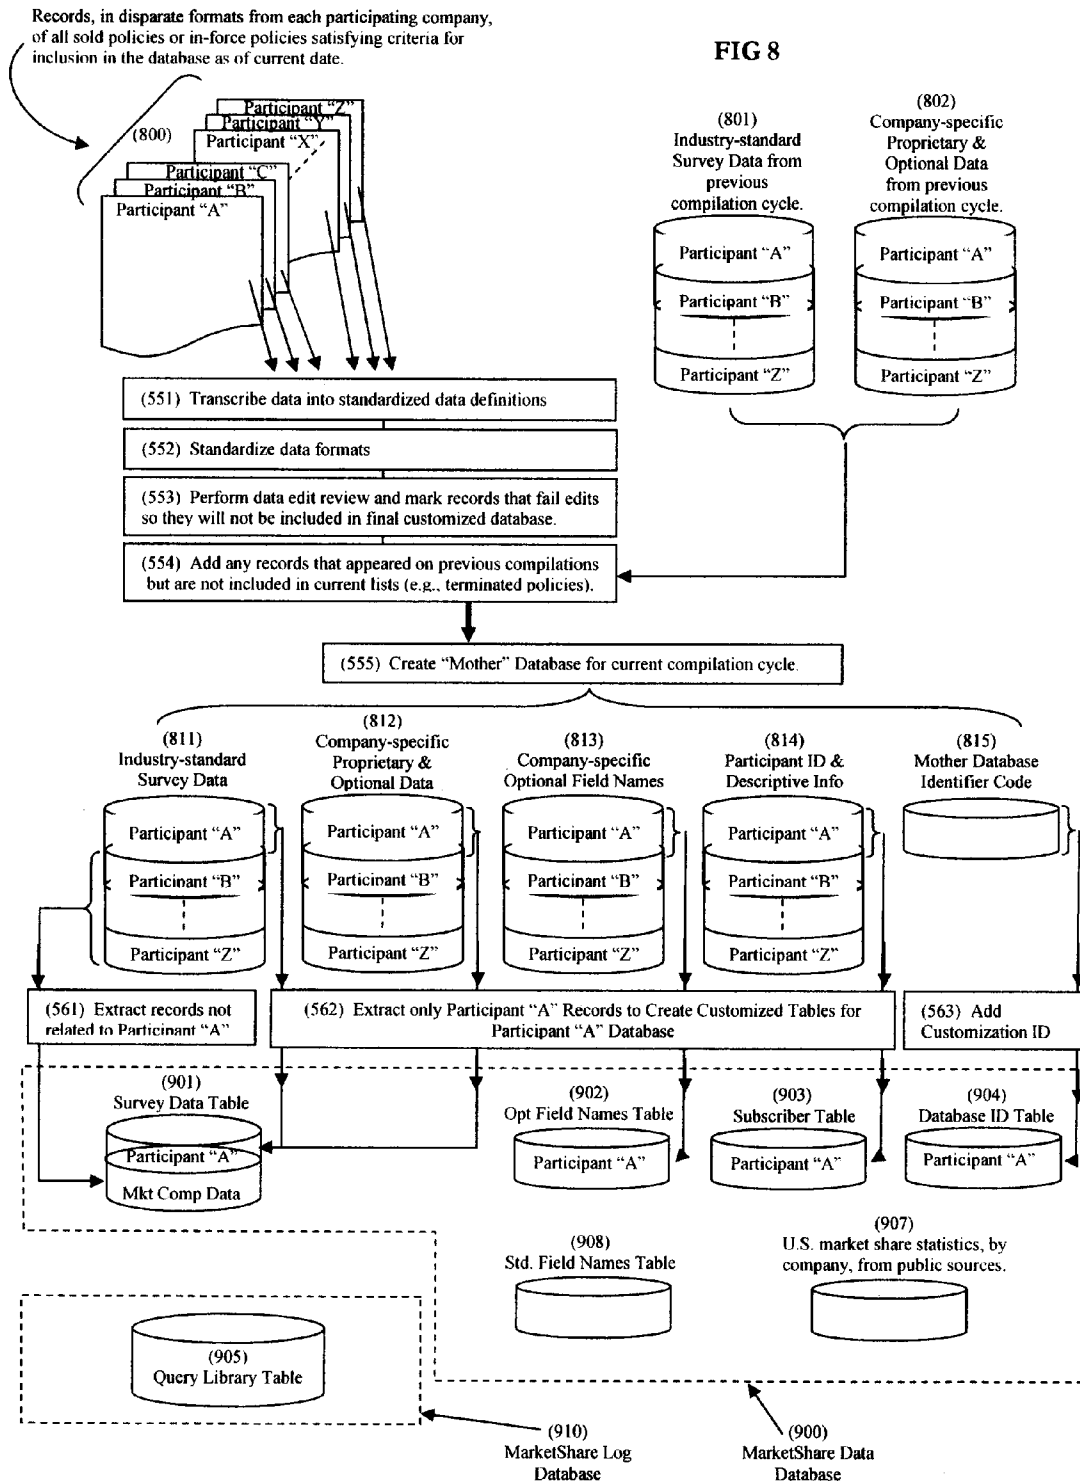 Records, in disparate formats from each participating company,
of all sold policies or in-force policies satisfying criteria for
inclusion in the database as of current date.
FIG 8
(800)
Participant “Z”
Participant “Y”
Participant “X”
Participant “C”
Participant “B”
Participant “A”
(801)
Industry-standard
Survey Data from
previous
compilation cycle.
Participant “A”
Participant “B”
Participant “Z”
(802)
Company-specific
Proprietary &
Optional Data
from previous
compilation cycle.
Participant “A”
Participant “B”
Participant “Z”
(551) Transcribe data into standardized data definitions
(552) Standardize data formats
(553) Perform data edit review and mark records that fail edits
so they will not be included in final customized database.
(554) Add any records that appeared on previous compilations
but are not included in current lists (e.g., terminated policies).
(555) Create “Mother” Database for current compilation cycle.
(811)
Industry-standard
Survey Data
Participant “A”
Participant “B”
Participant “Z”
(812)
Company-specific
Proprietary &
Optional Data
Participant “A”
Participant “B”
Participant “Z”
(813)
Company-specific
Optional Field Names
Participant “A”
Participant “B”
Participant “Z”
(814)
Participant ID &
Descriptive Info
Participant “A”
Participant “B”
Participant “Z”
(815)
Mother Database
Identifier Code
(561) Extract records not
related to Participant “A”
(562) Extract only Participant “A” Records to Create Customized Tables for
Participant “A” Database
(563) Add
Customization ID
(901)
Survey Data Table
Participant “A”
Mkt Comp Data
(902)
Opt Field Names Table
Participant “A”
(903)
Subscriber Table
Participant “A”
(904)
Database ID Table
Participant “A”
(908)
Std. Field Names Table
(907)
U.S. market share statistics, by
company, from public sources.
(905)
Query Library Table
(910)
MarketShare Log
Database
(900)
MarketShare Data
Database